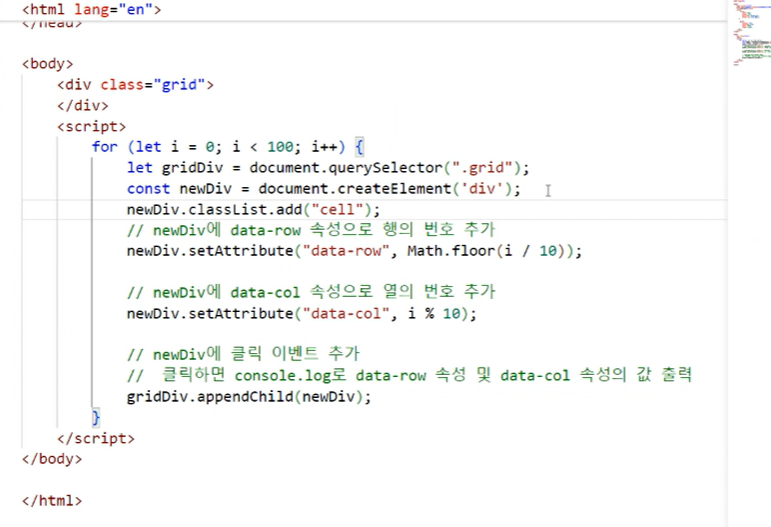 <html lang="en">
</head>
<body>
<div class="grid">
</div>
<script>
for (let i = 0; i < 100; i++) {
let gridDiv = document.querySelector(".grid");
const newDiv = document.createElement('div');
newDiv.classList.add("cell");
// newDiv에 data-row 속성으로 행의 번호 추가
newDiv.setAttribute("data-row", Math.floor(i / 10));
// newDiv에 data-col 속성으로 열의 번호 추가
newDiv.setAttribute("data-col", i % 10);
// newDiv에 클릭 이벤트 추가
//  클릭하면 console.log로 data-row 속성 및 data-col 속성의 값 출력
gridDiv.appendChild(newDiv);
}
</script>
</body>
</html>